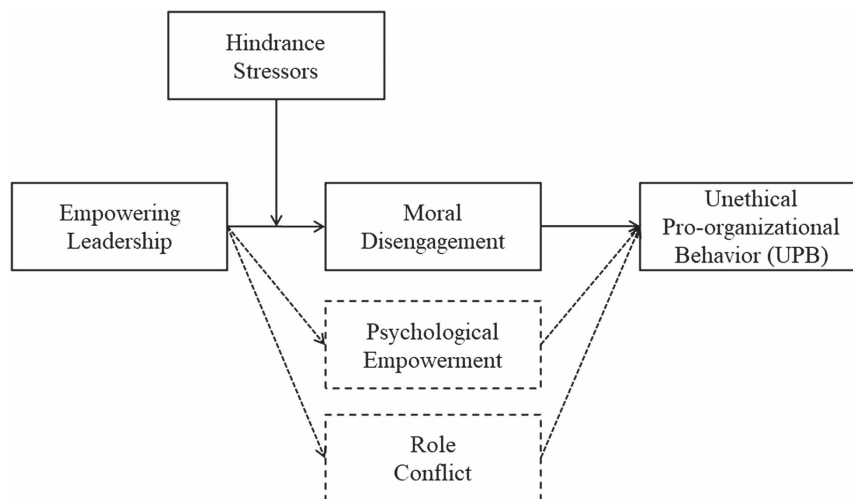 Hindrance
Stressors
Empowering
Leadership
Moral
Disengagement
Unethical
Pro-organizational
Behavior (UPB)
Psychological
Empowerment
Role
Conflict